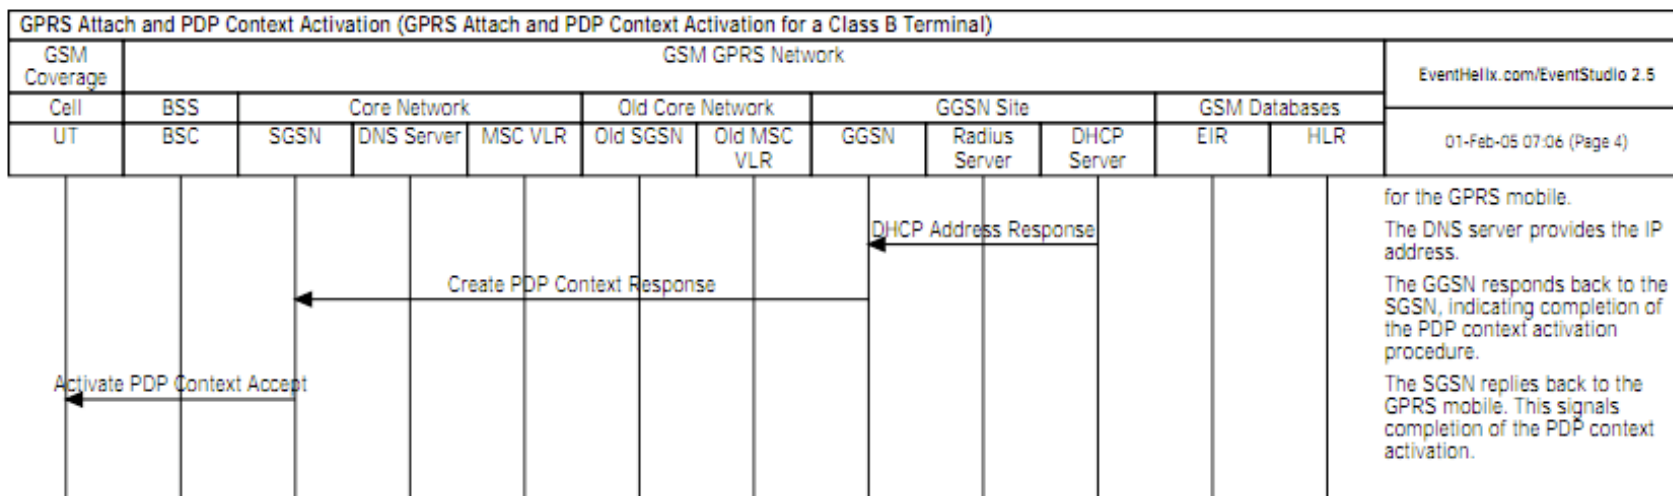 GPRS Attach and PDP Context Activation (GPRS Attach and PDP Context Activation for a Class B Terminal)
GSM
Coverage
GSM GPRS Network
EventHelix.com/EventStudio 2.5
Cell
BSS
Core Network
Old Core Network
GGSN Site
GSM Databases
UT
BSC
SGSN
DNS Server
MSC VLR
Old SGSN
Old MSC
VLR
GGSN
Radius
Server
DHCP
Server
EIR
HLR
01-Feb-05 07:06 (Page 4)
for the GPRS mobile.
DHCP Address Response
The DNS server provides the IP
address.
Create PDP Context Response
The GGSN responds back to the
SGSN, indicating completion of
the PDP context activation
procedure.
Activate PDP Context Accept
The SGSN replies back to the
GPRS mobile. This signals
completion of the PDP context
activation.